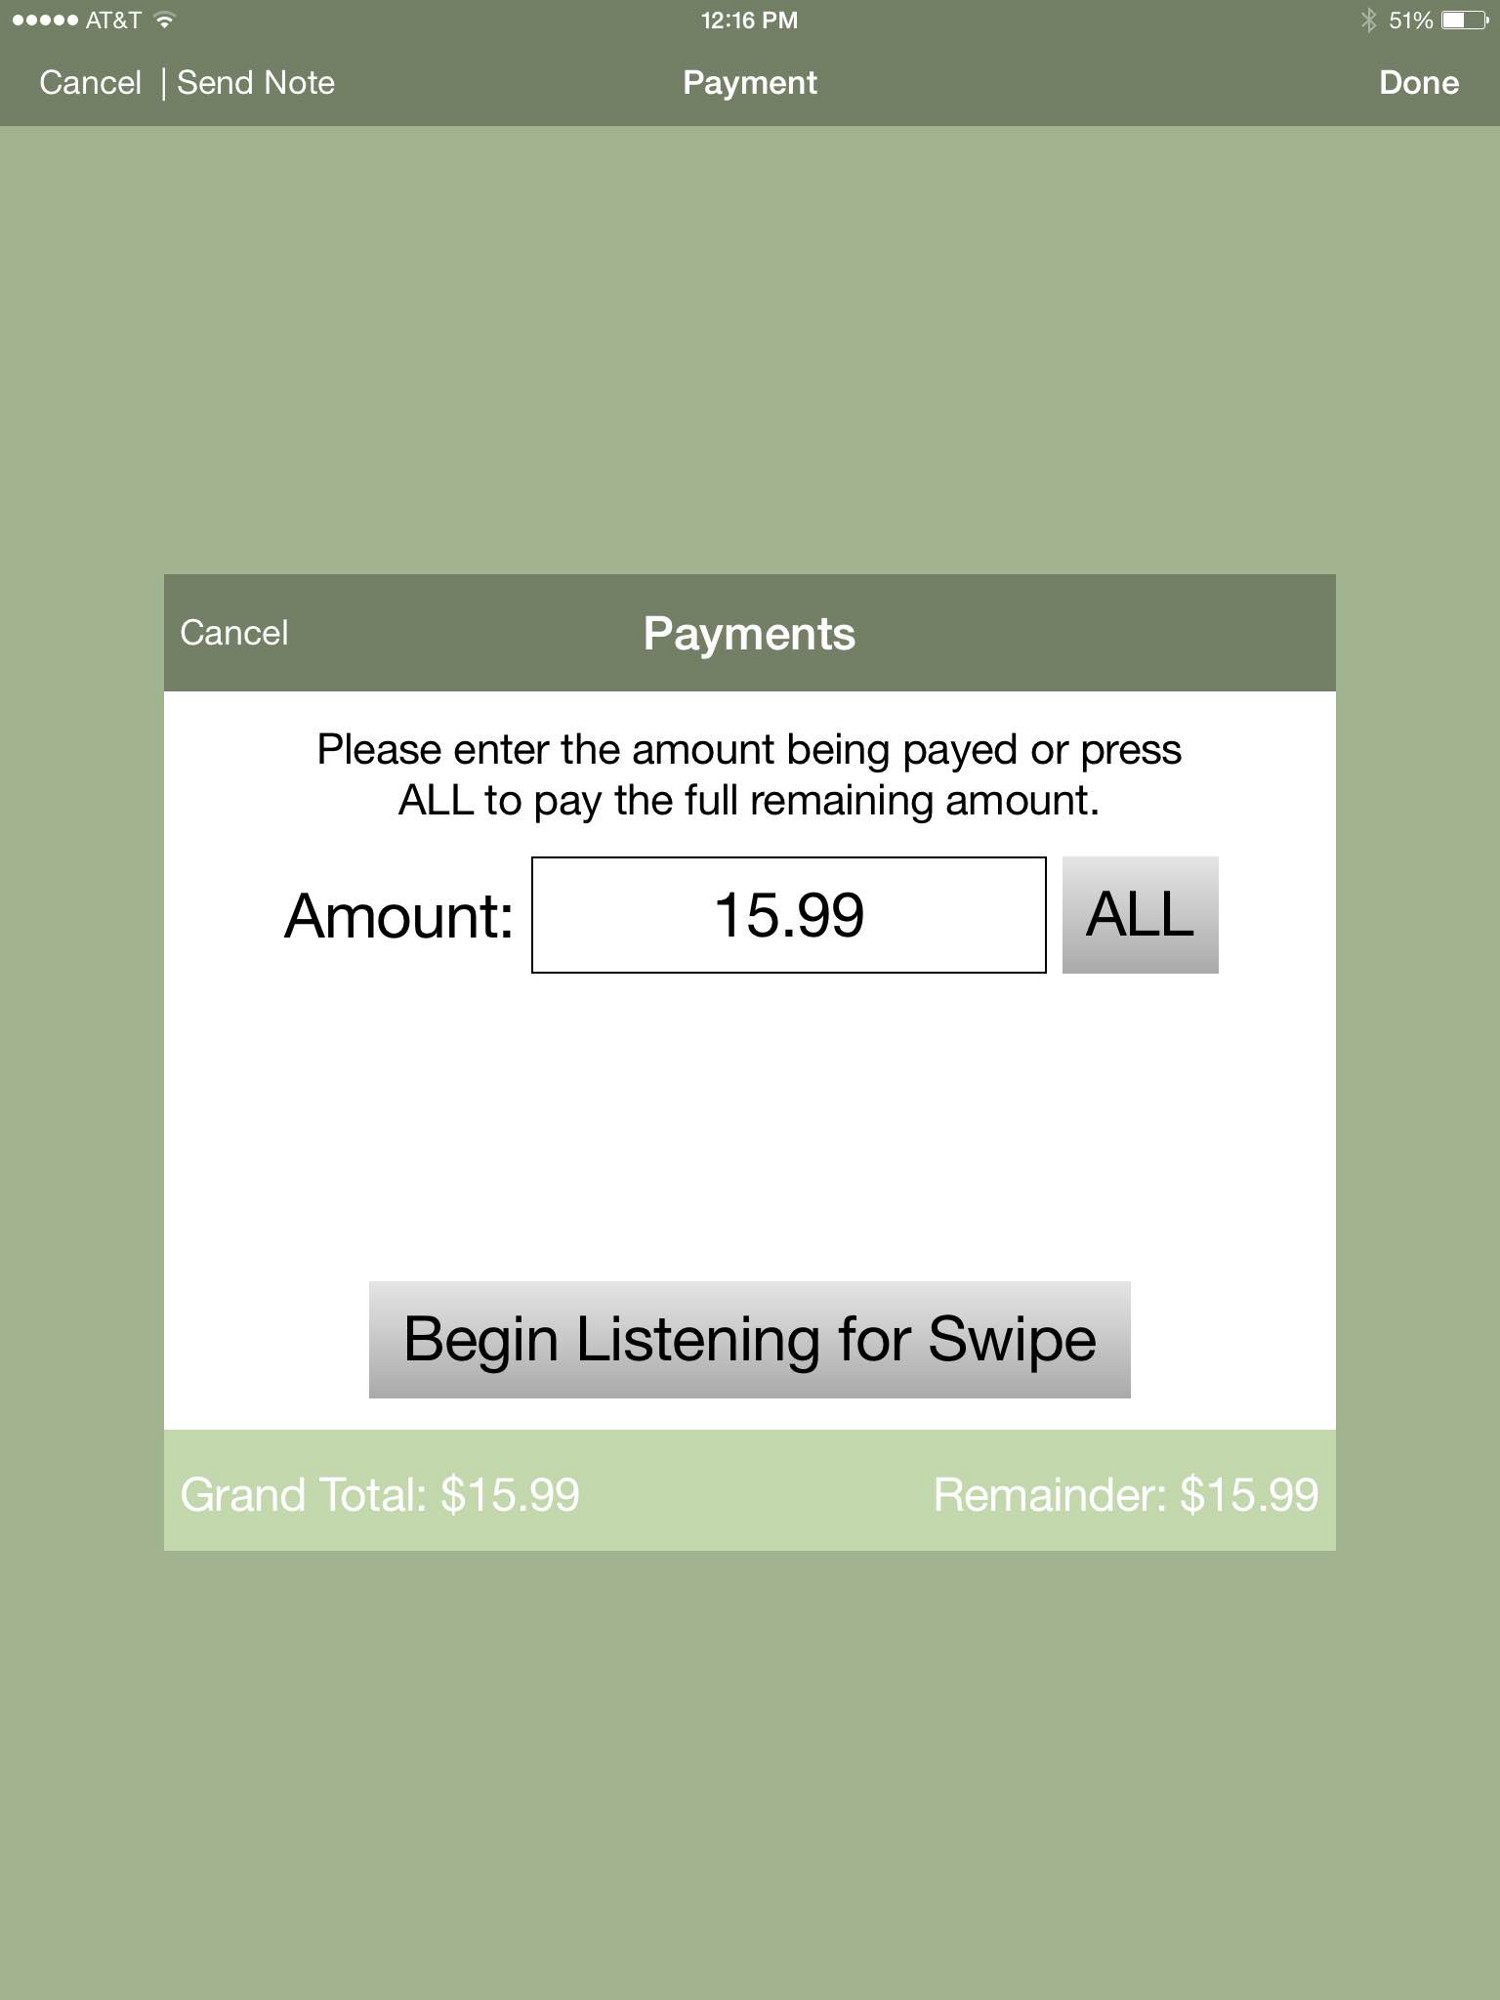 AT&T 12:16 PM 51%
Cancel | Send Note Payment Done
Cancel Payments
Please enter the amount being payed or press
ALL to pay the full remaining amount.
Amount: 15.99 ALL
Begin Listening for Swipe
Grand Total: $15.99 Remainder: $15.99